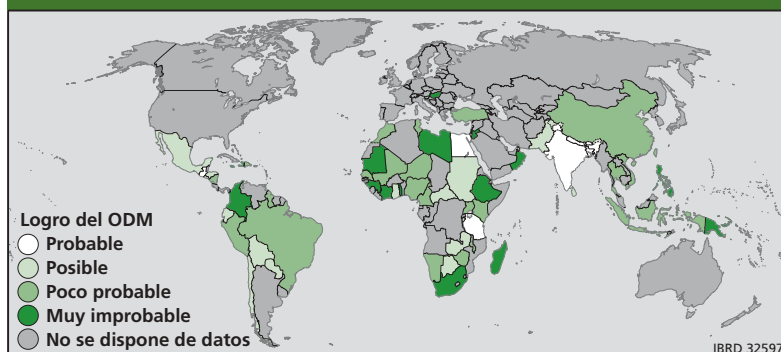 Logro del ODM
Probable
Posible
Poco probable
Muy improbable
No se dispone de datos
IBRD 32597